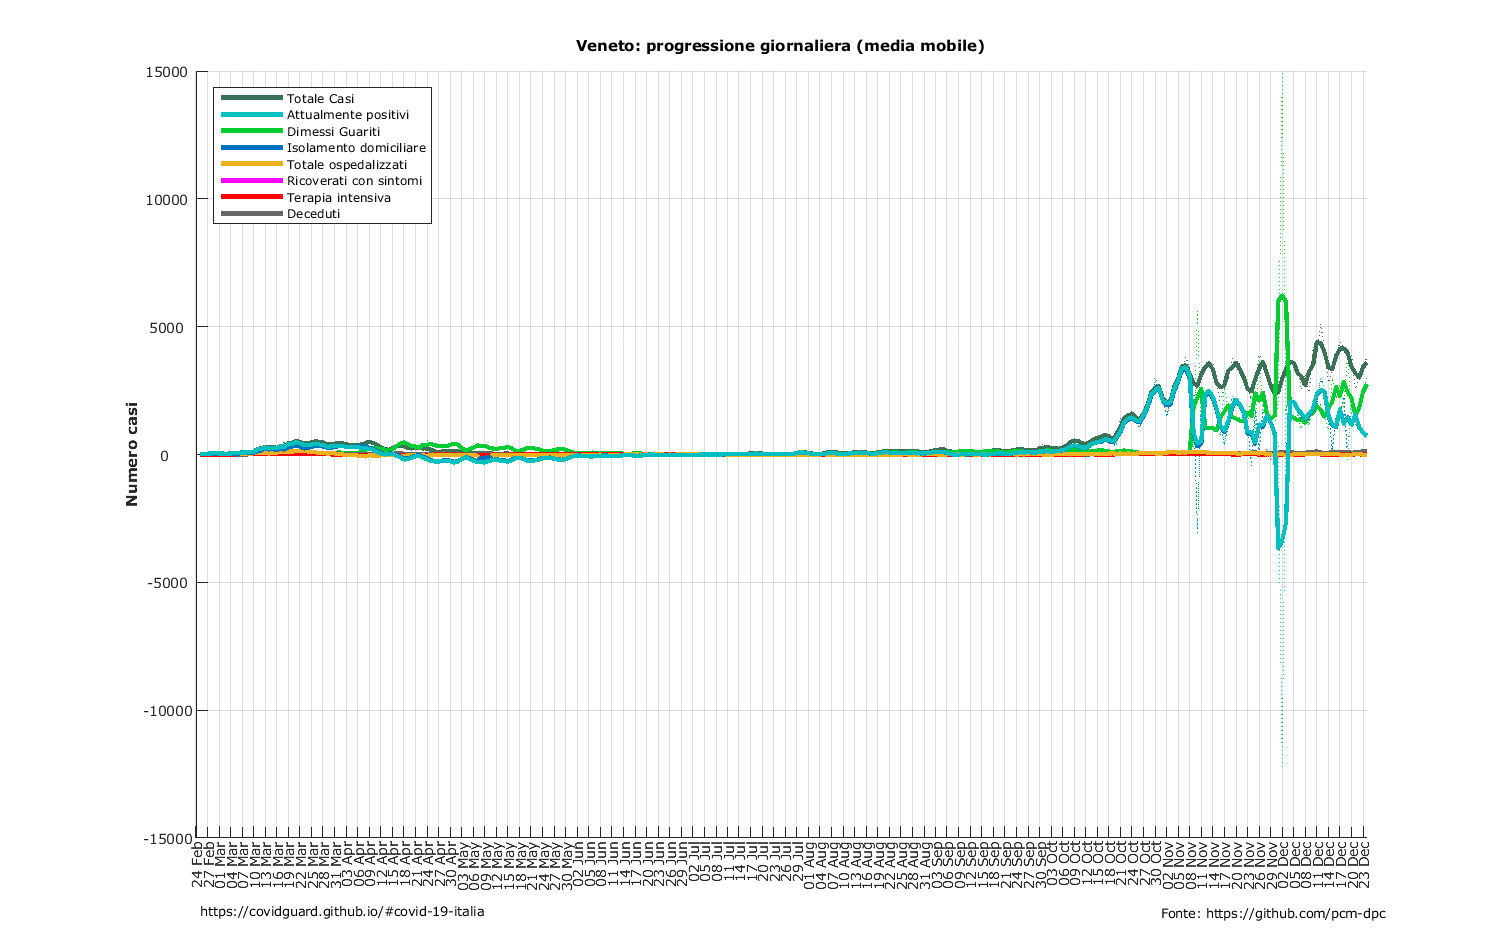 Veneto: progressione giornaliera (media mobile)
15000
10000
5000
0
-5000
-10000
-15000
Numero casi
Totale Casi
Attualmente positivi
Dimessi Guariti
Isolamento domiciliare
Totale ospedalizzati
Ricoverati con sintomi
Terapia intensiva
Deceduti
24 Feb
27 Feb
01 Mar
04 Mar
07 Mar
10 Mar
13 Mar
16 Mar
19 Mar
22 Mar
25 Mar
28 Mar
31 Mar
03 Apr
06 Apr
09 Apr
12 Apr
15 Apr
18 Apr
21 Apr
24 Apr
27 Apr
30 Apr
03 May
06 May
09 May
12 May
15 May
18 May
21 May
24 May
27 May
30 May
02 Jun
05 Jun
08 Jun
11 Jun
14 Jun
17 Jun
20 Jun
23 Jun
26 Jun
29 Jun
02 Jul
05 Jul
08 Jul
11 Jul
14 Jul
17 Jul
20 Jul
23 Jul
26 Jul
29 Jul
01 Aug
04 Aug
07 Aug
10 Aug
13 Aug
16 Aug
19 Aug
22 Aug
25 Aug
28 Aug
31 Aug
03 Sep
06 Sep
09 Sep
12 Sep
15 Sep
18 Sep
21 Sep
24 Sep
27 Sep
30 Sep
03 Oct
06 Oct
09 Oct
12 Oct
15 Oct
18 Oct
21 Oct
24 Oct
27 Oct
30 Oct
02 Nov
05 Nov
08 Nov
11 Nov
14 Nov
17 Nov
20 Nov
23 Nov
26 Nov
29 Nov
02 Dec
05 Dec
08 Dec
11 Dec
14 Dec
17 Dec
20 Dec
23 Dec
https://covidguard.github.io/#covid-19-italia
Fonte: https://github.com/pcm-dpc